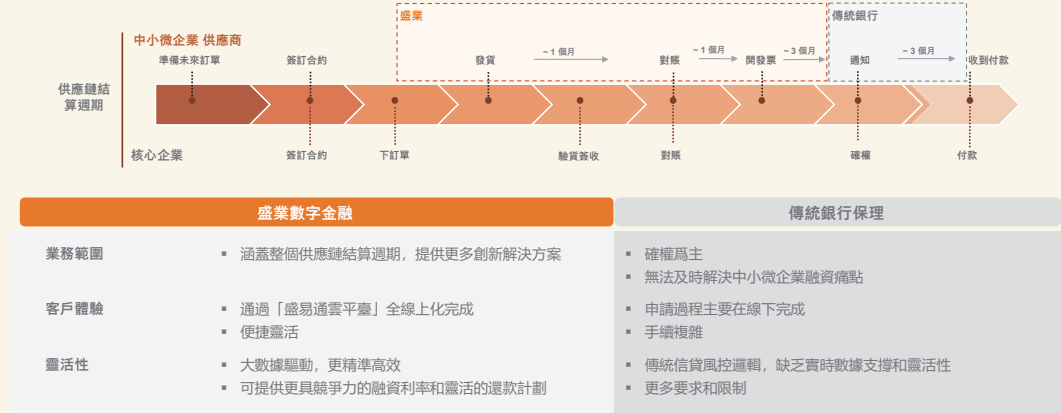 盛業
傳統銀行
中小微企業 供應商
準備未來訂單
簽訂合約
發貨
~ 1 個月
對賬
~ 1 個月
開發票
~ 3 個月
通知
~ 3 個月
收到付款
供應鏈結
算週期
核心企業
簽訂合約
下訂單
驗貨簽收
對賬
確權
付款
盛業數字金融
傳統銀行保理
業務範圍
▪ 涵蓋整個供應鏈結算週期，提供更多創新解決方案
▪ 確權爲主
▪ 無法及時解決中小微企業融資痛點
客戶體驗
▪ 通過「盛易通雲平臺」全線上化完成
▪ 便捷靈活
▪ 申請過程主要在線下完成
▪ 手續複雜
靈活性
▪ 大數據驅動，更精準高效
▪ 可提供更具競爭力的融資利率和靈活的還款計劃
▪ 傳統信貸風控邏輯，缺乏實時數據支撐和靈活性
▪ 更多要求和限制